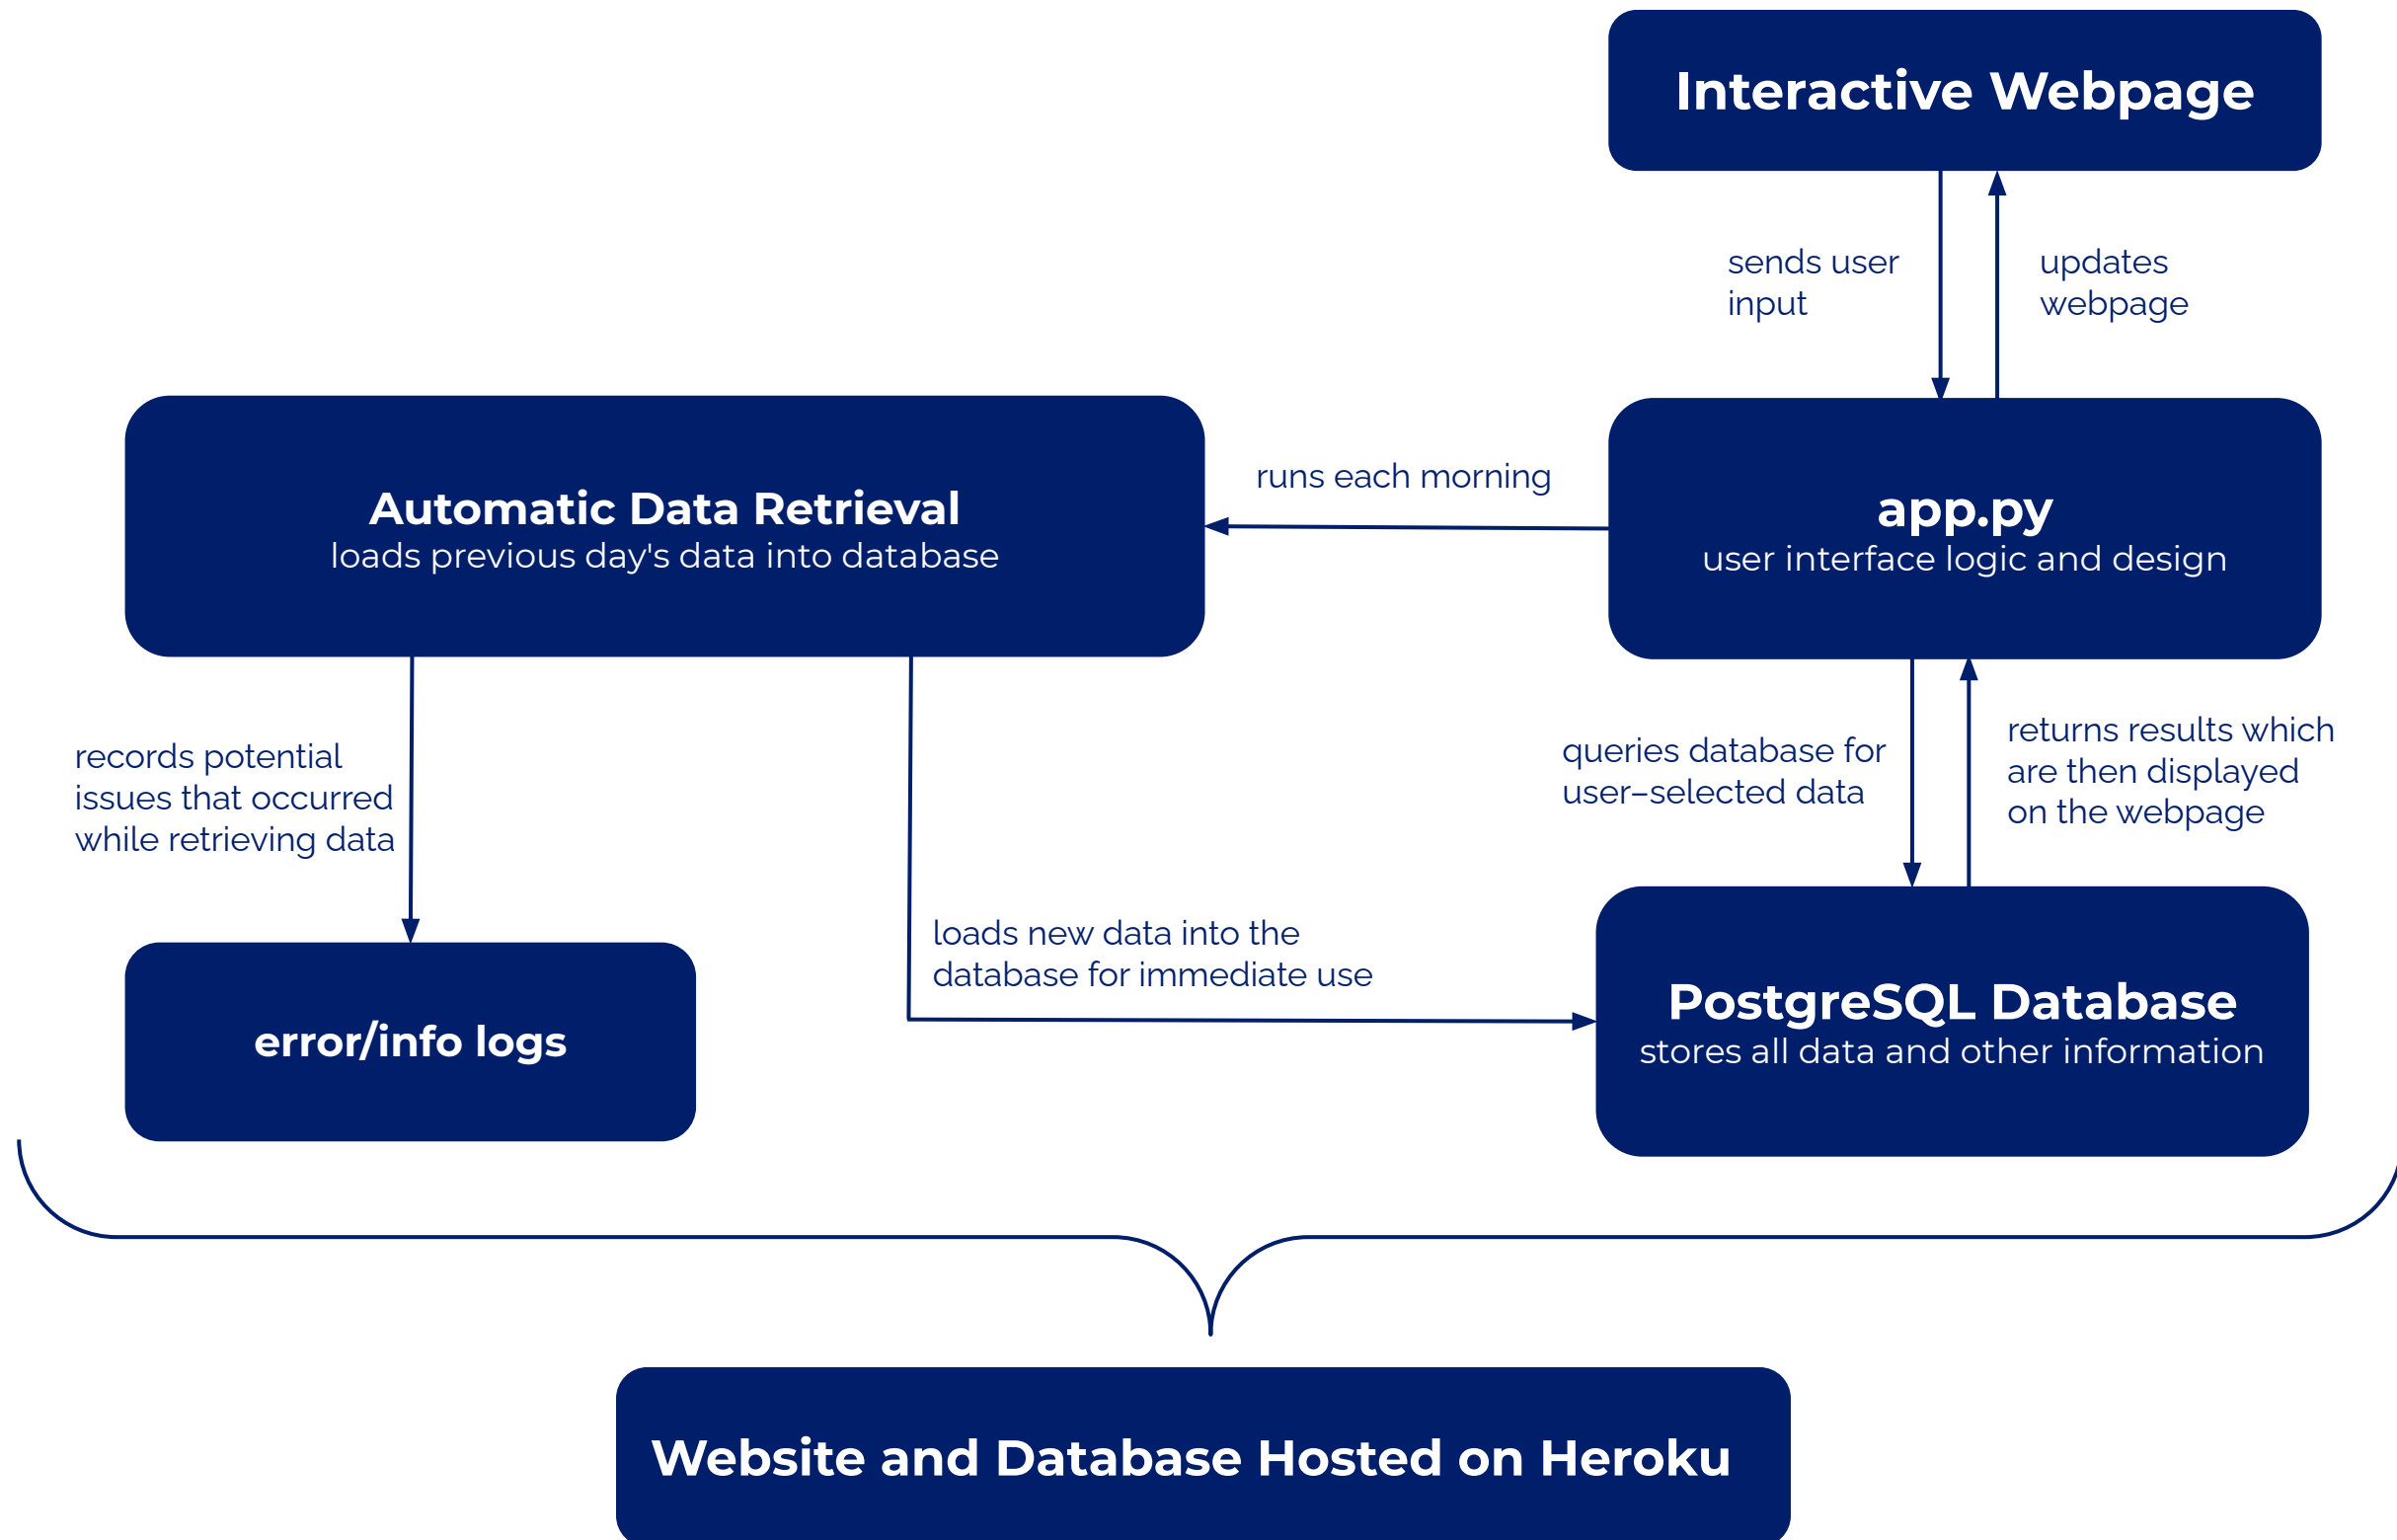 Interactive Webpage
sends user
input
updates
webpage
Automatic Data Retrieval
loads previous day's data into database
runs each morning
app.py
user interface logic and design
records potential
issues that occurred
while retrieving data
queries database for
user–selected data
returns results which
are then displayed
on the webpage
loads new data into the
database for immediate use
error/info logs
PostgreSQL Database
stores all data and other information
Website and Database Hosted on Heroku